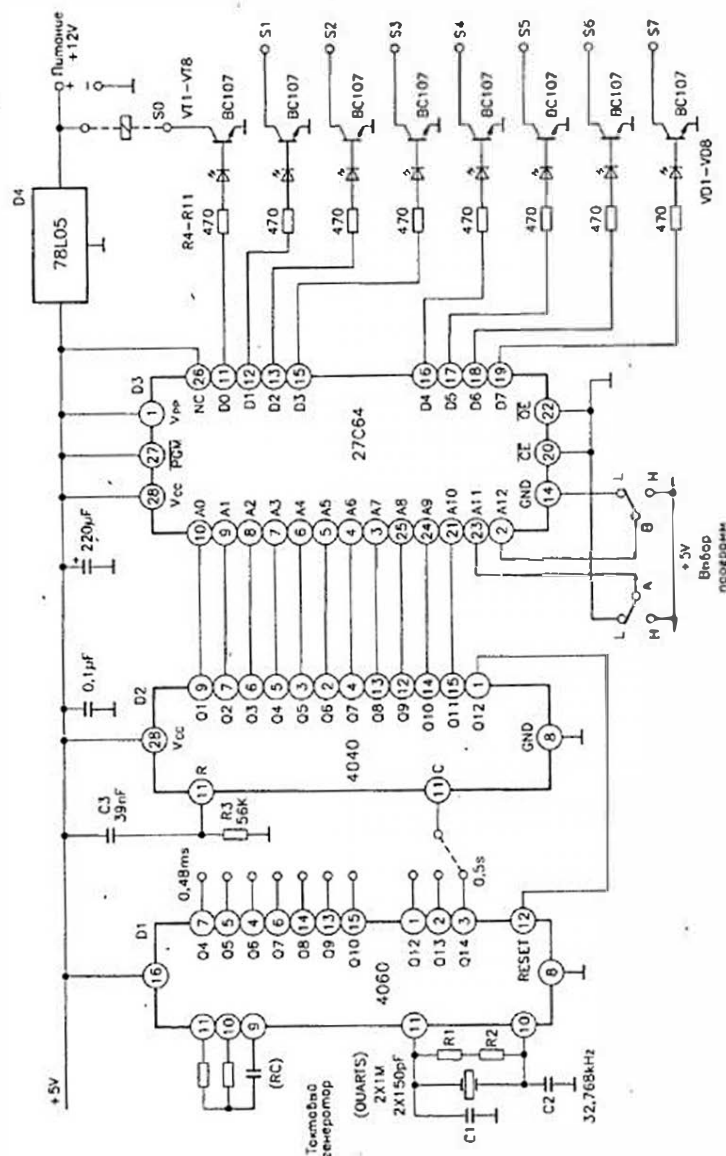 +5V
Тактовый генератор
(RC)
(QUARTS)
2X1M
2X150pF
C1
C2
R1
R2
32,768kHz
D1
4060
16
11
10
9
11
10
8
RESET
12
Q4
7
0,48ms
Q5
5
Q6
4
Q7
6
Q8
14
Q9
13
Q10
15
Q12
1
Q13
2
Q14
3
0,5s
C3
39nF
R3
56K
0,1μF
+
220μF
D2
4040
28
Vcc
11
R
11
C
GND
8
Q1
9
Q2
7
Q3
6
Q4
5
Q5
3
Q6
2
Q7
4
Q8
13
Q9
12
Q10
14
Q11
15
Q12
1
D3
27C64
28
Vcc
27
PGM
1
Vpp
10
A0
9
A1
8
A2
7
A3
6
A4
5
A5
4
A6
3
A7
25
A8
24
A9
21
A10
23
A11
2
A12
GND
14
CE
20
OE
22
NC
26
D0
11
D1
12
D2
13
D3
15
D4
16
D5
17
D6
18
D7
19
L
H
A
B
L
H
+5V
Выбор
программ
D4
78L05
Питание
+12V
+
−
S0
VT1-VT8
R4-R11
470
470
470
470
470
470
470
470
BC107
BC107
BC107
BC107
BC107
BC107
BC107
BC107
S1
S2
S3
S4
S5
S6
S7
VD1-VD8